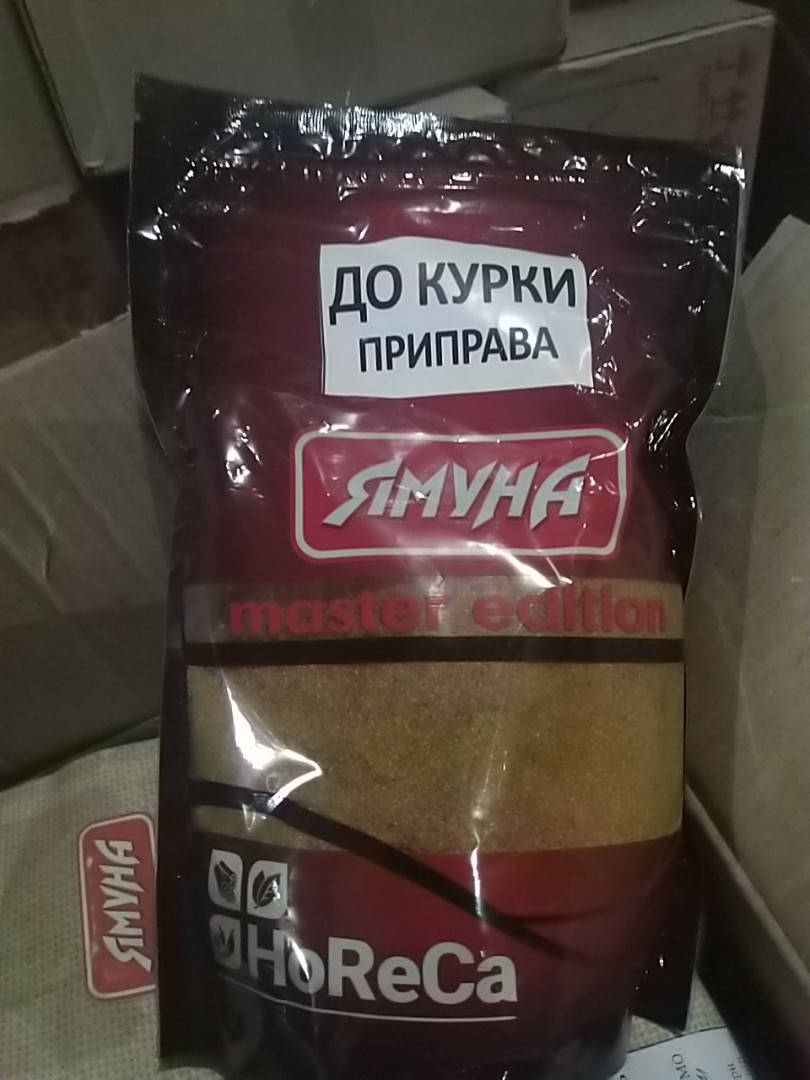 ДО КУРКИ
ПРИПРАВА
ЯМУНА
master edition
HoReCa
ЯМУНА